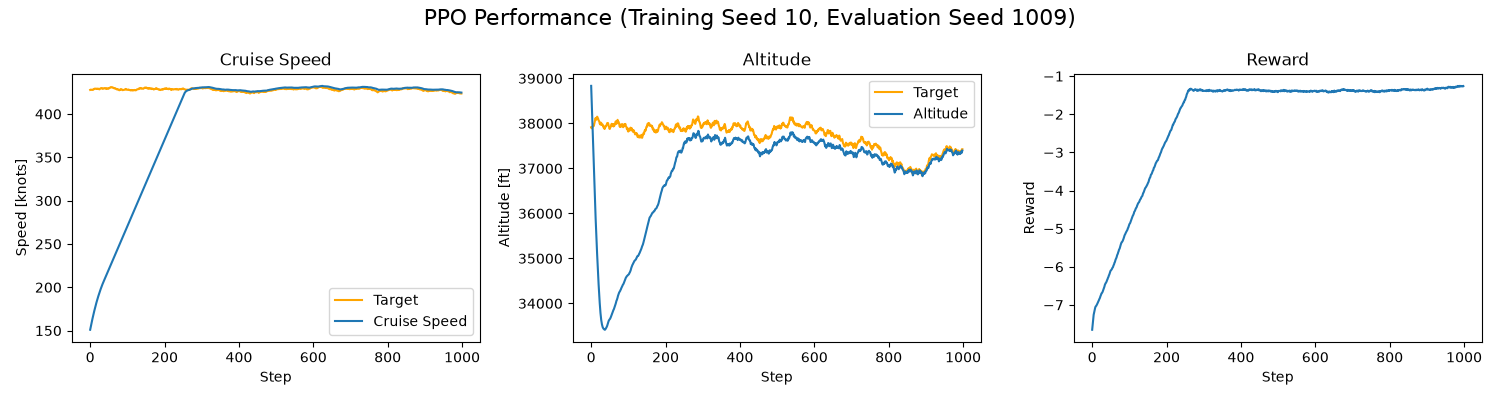 PPO Performance (Training Seed 10, Evaluation Seed 1009)
Cruise Speed
Speed [knots]
400
350
300
250
200
150
0 200 400 600 800 1000
Step
Target
Cruise Speed
Altitude
Altitude [ft]
39000
38000
37000
36000
35000
34000
0 200 400 600 800 1000
Step
Target
Altitude
Reward
Reward
−1
−2
−3
−4
−5
−6
−7
0 200 400 600 800 1000
Step